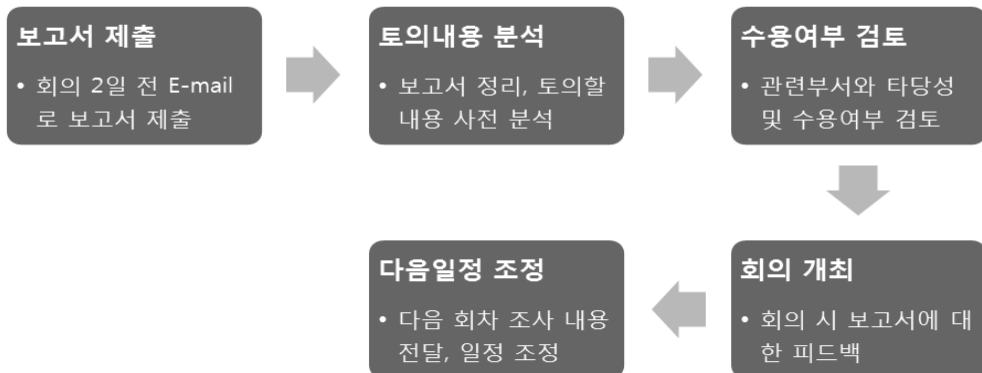 보고서 제출
• 회의 2일 전 E-mail
로 보고서 제출
토의내용 분석
• 보고서 정리, 토의할
내용 사전 분석
수용여부 검토
• 관련부서와 타당성
및 수용여부 검토
회의 개최
• 회의 시 보고서에 대
한 피드백
다음일정 조정
• 다음 회차 조사 내용
전달, 일정 조정